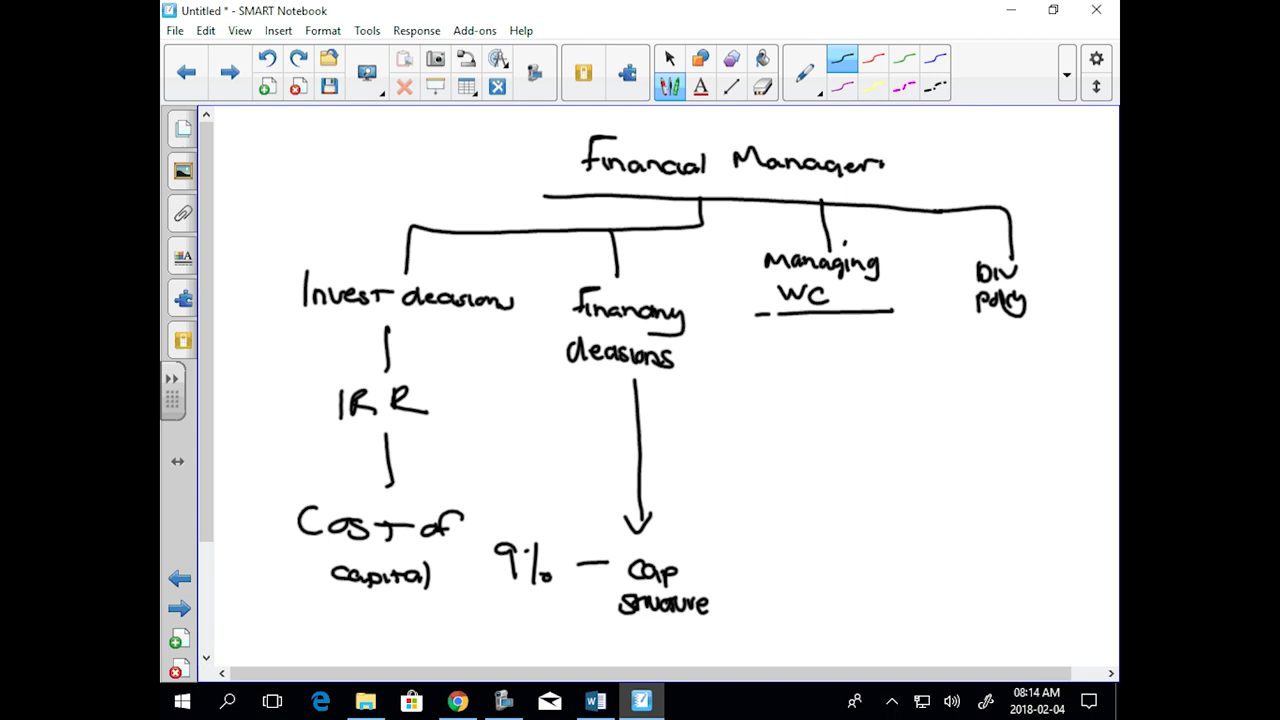 Untitled * - SMART Notebook
File Edit View Insert Format Tools Add-ons Response Help
Financial Manager
Invest decisions
Financing
decisions
Managing
WC
Div
policy
IRR
Cost of
capital
9% - Cap
structure
08:14 AM
2018-02-04